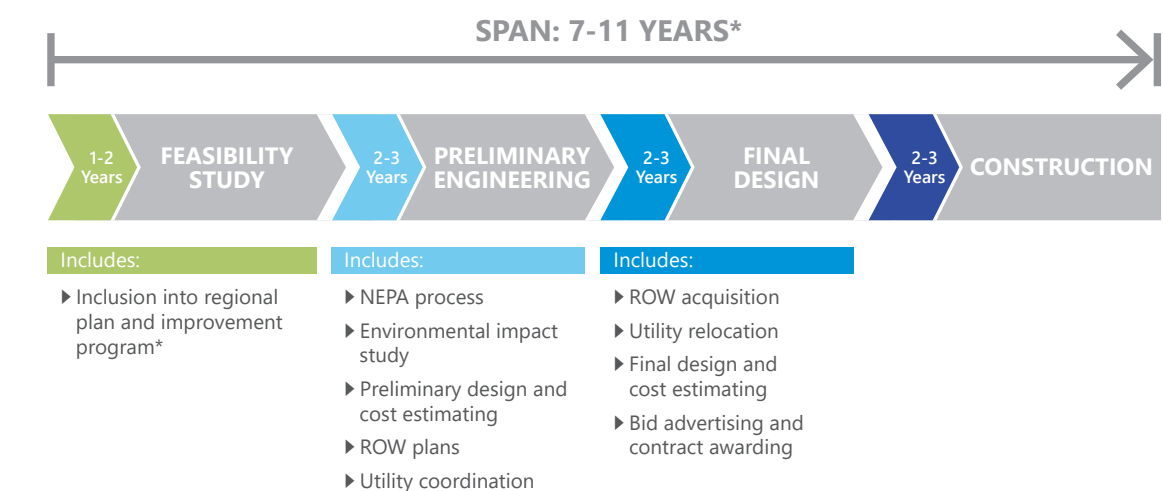 SPAN: 7-11 YEARS*
1-2
Years
FEASIBILITY
STUDY
2-3
Years
PRELIMINARY
ENGINEERING
2-3
Years
FINAL
DESIGN
2-3
Years
CONSTRUCTION
Includes:
Inclusion into regional
plan and improvement
program*
Includes:
NEPA process
Environmental impact
study
Preliminary design and
cost estimating
ROW plans
Utility coordination
Includes:
ROW acquisition
Utility relocation
Final design and
cost estimating
Bid advertising and
contract awarding